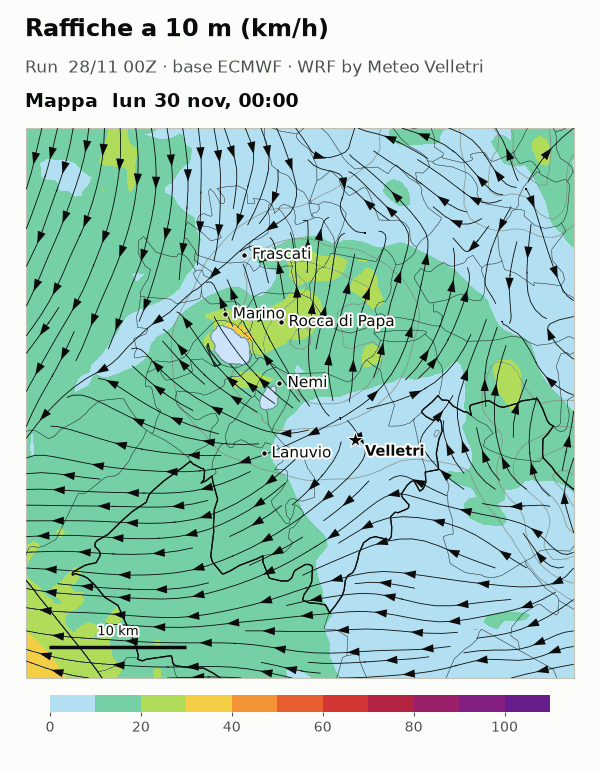 Raffiche a 10 m (km/h)
Run  28/11 00Z · base ECMWF · WRF by Meteo Velletri
Mappa  lun 30 nov, 00:00
Frascati
Marino
Rocca di Papa
Nemi
Velletri
Lanuvio
10 km
0 20 40 60 80 100